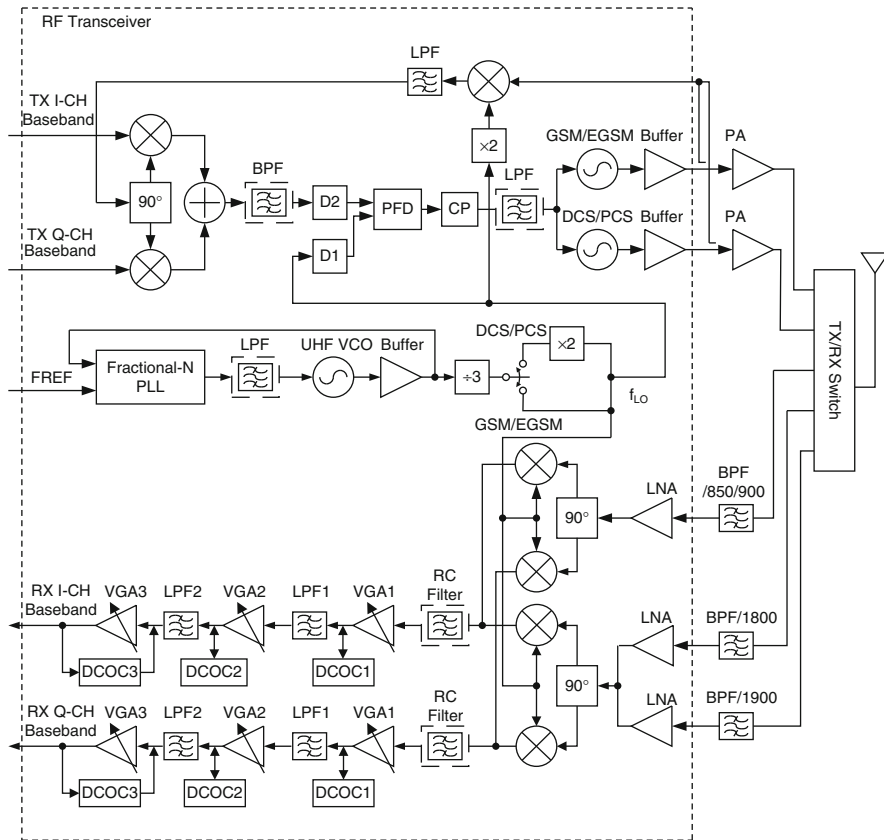 RF Transceiver
LPF
TX I-CH
Baseband
×2
GSM/EGSM Buffer
PA
BPF
LPF
90°
D2
PFD
CP
DCS/PCS Buffer
PA
TX Q-CH
Baseband
D1
TX/RX Switch
LPF
UHF VCO
Buffer
DCS/PCS
×2
FREF
Fractional-N
PLL
÷3
f_LO
GSM/EGSM
BPF
/850/900
LNA
90°
RX I-CH
Baseband
VGA3
LPF2
VGA2
LPF1
VGA1
RC
Filter
DCOC3
DCOC2
DCOC1
LNA
BPF/1800
90°
LNA
BPF/1900
RX Q-CH
Baseband
VGA3
LPF2
VGA2
LPF1
VGA1
RC
Filter
DCOC3
DCOC2
DCOC1